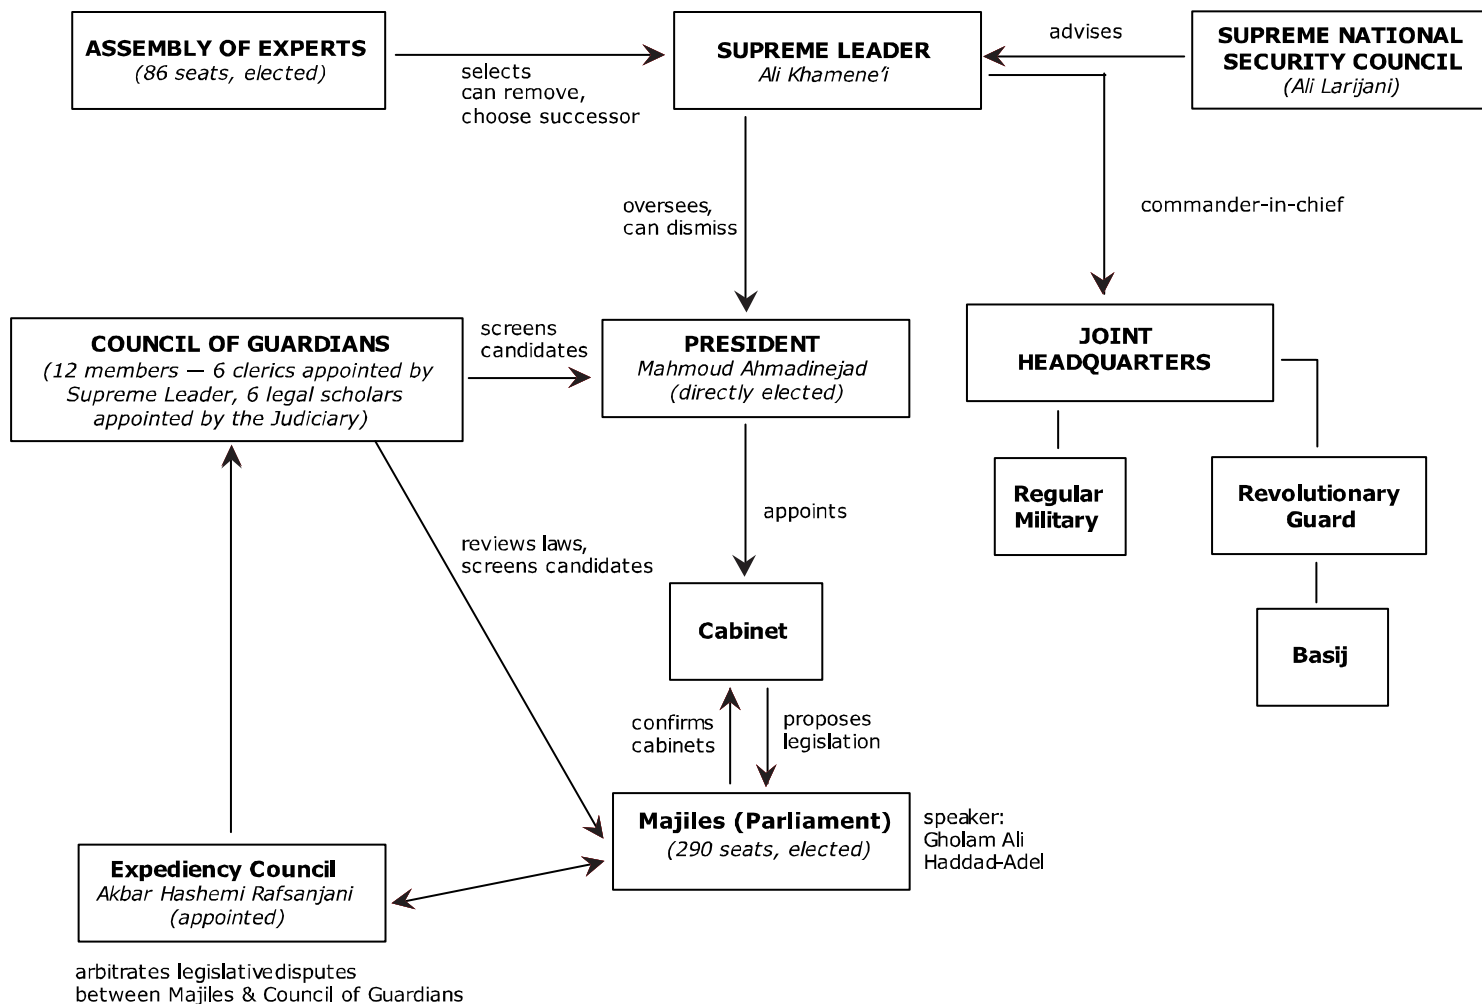 ASSEMBLY OF EXPERTS
(86 seats, elected)
selects
can remove,
choose successor
SUPREME LEADER
Ali Khamene'i
advises
SUPREME NATIONAL
SECURITY COUNCIL
(Ali Larijani)
oversees,
can dismiss
commander-in-chief
COUNCIL OF GUARDIANS
(12 members — 6 clerics appointed by
Supreme Leader, 6 legal scholars
appointed by the Judiciary)
screens
candidates
PRESIDENT
Mahmoud Ahmadinejad
(directly elected)
JOINT
HEADQUARTERS
Regular
Military
Revolutionary
Guard
Basij
appoints
reviews laws,
screens candidates
Cabinet
confirms
cabinets
proposes
legislation
Majiles (Parliament)
(290 seats, elected)
speaker:
Gholam Ali
Haddad-Adel
Expediency Council
Akbar Hashemi Rafsanjani
(appointed)
arbitrates legislativedisputes
between Majiles & Council of Guardians